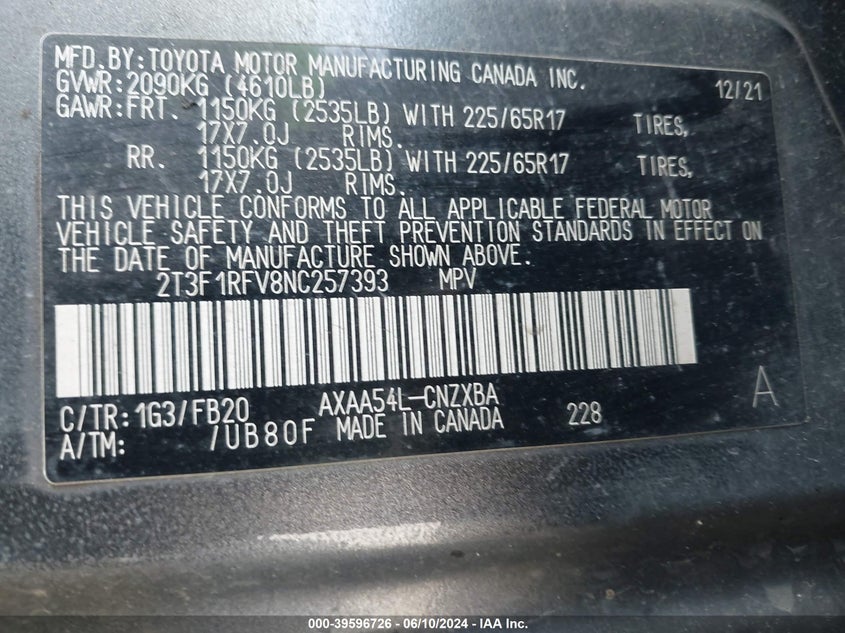 MFD.BY:TOYOTA MOTOR MANUFACTURING CANADA INC.
GVWR:2090KG (4610LB) 12/21
GAWR:FRT. 1150KG (2535LB) WITH 225/65R17 TIRES,
17X7.0J RIMS.
RR. 1150KG (2535LB) WITH 225/65R17 TIRES,
17X7.0J RIMS.
THIS VEHICLE CONFORMS TO ALL APPLICABLE FEDERAL MOTOR
VEHICLE SAFETY AND THEFT PREVENTION STANDARDS IN EFFECT ON
THE DATE OF MANUFACTURE SHOWN ABOVE.
2T3F1RFV8NC257393 MPV
C/TR:1G3/FB20 AXAA54L-CNZXBA A
A/TM: /UB80F MADE IN CANADA 228
000-39596726 - 06/10/2024 - IAA Inc.